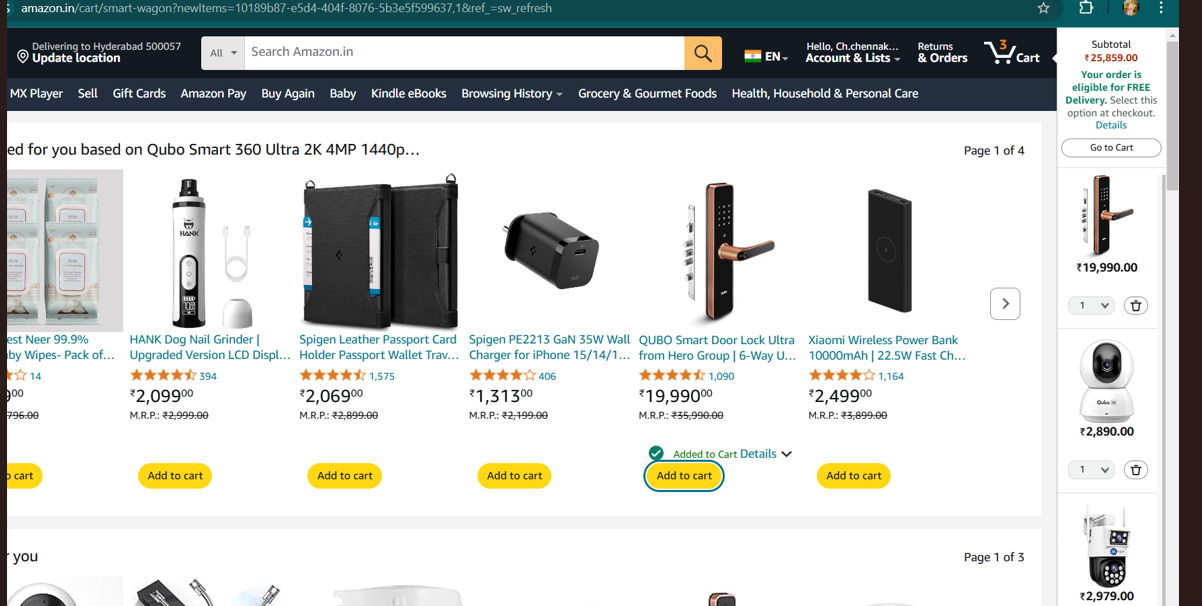 amazon.in/cart/smart-wagon?newItems=10189b87-e5d4-404f-8076-5b3e5f599637,1&ref_=sw_refresh
Delivering to Hyderabad 500057
Update location
All
Search Amazon.in
EN
Hello, Ch.chennak...
Account & Lists
Returns
& Orders
3
Cart
MX Player Sell Gift Cards Amazon Pay Buy Again Baby Kindle eBooks Browsing History Grocery & Gourmet Foods Health, Household & Personal Care
Subtotal
₹25,859.00
Your order is
eligible for FREE
Delivery. Select this
option at checkout.
Details
Go to Cart
ed for you based on Qubo Smart 360 Ultra 2K 4MP 1440p...
Page 1 of 4
HANK
est Neer 99.9%
by Wipes- Pack of...
14
00
796.00
o cart
HANK Dog Nail Grinder |
Upgraded Version LCD Displ...
394
₹2,099.00
M.R.P.: ₹2,999.00
Add to cart
Spigen Leather Passport Card
Holder Passport Wallet Trav...
1,575
₹2,069.00
M.R.P.: ₹2,899.00
Add to cart
Spigen PE2213 GaN 35W Wall
Charger for iPhone 15/14/1...
406
₹1,313.00
M.R.P.: ₹2,199.00
Add to cart
QUBO Smart Door Lock Ultra
from Hero Group | 6-Way U...
1,090
₹19,990.00
M.R.P.: ₹35,990.00
Added to Cart Details
Add to cart
Xiaomi Wireless Power Bank
10000mAh | 22.5W Fast Ch...
1,164
₹2,499.00
M.R.P.: ₹3,899.00
Add to cart
₹19,990.00
1
Qubo
₹2,890.00
1
₹2,979.00
r you
Page 1 of 3